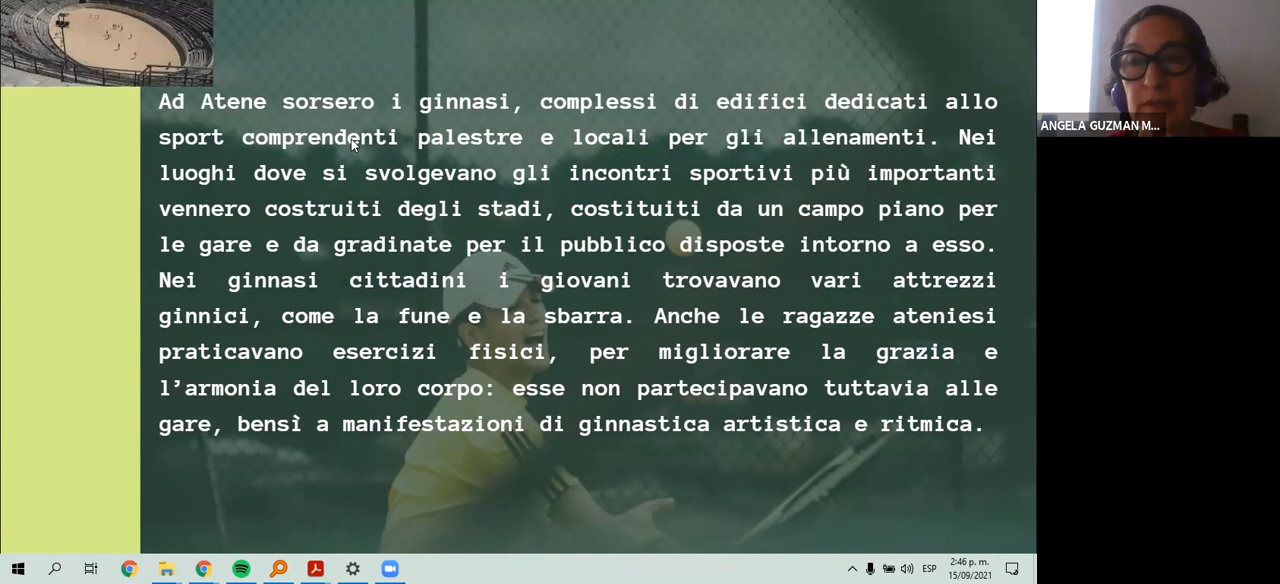 Ad Atene sorsero i ginnasi, complessi di edifici dedicati allo
sport comprendenti palestre e locali per gli allenamenti. Nei
luoghi dove si svolgevano gli incontri sportivi più importanti
vennero costruiti degli stadi, costituiti da un campo piano per
le gare e da gradinate per il pubblico disposte intorno a esso.
Nei ginnasi cittadini i giovani trovavano vari attrezzi
ginnici, come la fune e la sbarra. Anche le ragazze ateniesi
praticavano esercizi fisici, per migliorare la grazia e
l’armonia del loro corpo: esse non partecipavano tuttavia alle
gare, bensì a manifestazioni di ginnastica artistica e ritmica.
ANGELA GUZMAN M...
ESP
2:46 p. m.
15/09/2021